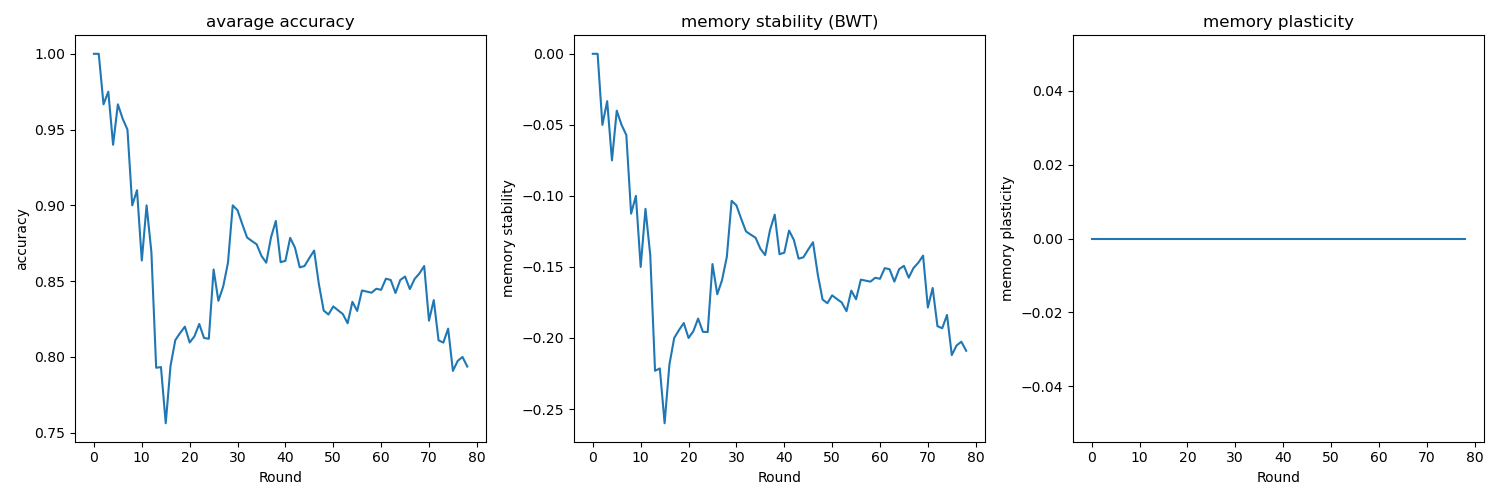 avarage accuracy
accuracy
1.00
0.95
0.90
0.85
0.80
0.75
0 10 20 30 40 50 60 70 80
Round
memory stability (BWT)
memory stability
0.00
−0.05
−0.10
−0.15
−0.20
−0.25
0 10 20 30 40 50 60 70 80
Round
memory plasticity
memory plasticity
0.04
0.02
0.00
−0.02
−0.04
0 10 20 30 40 50 60 70 80
Round